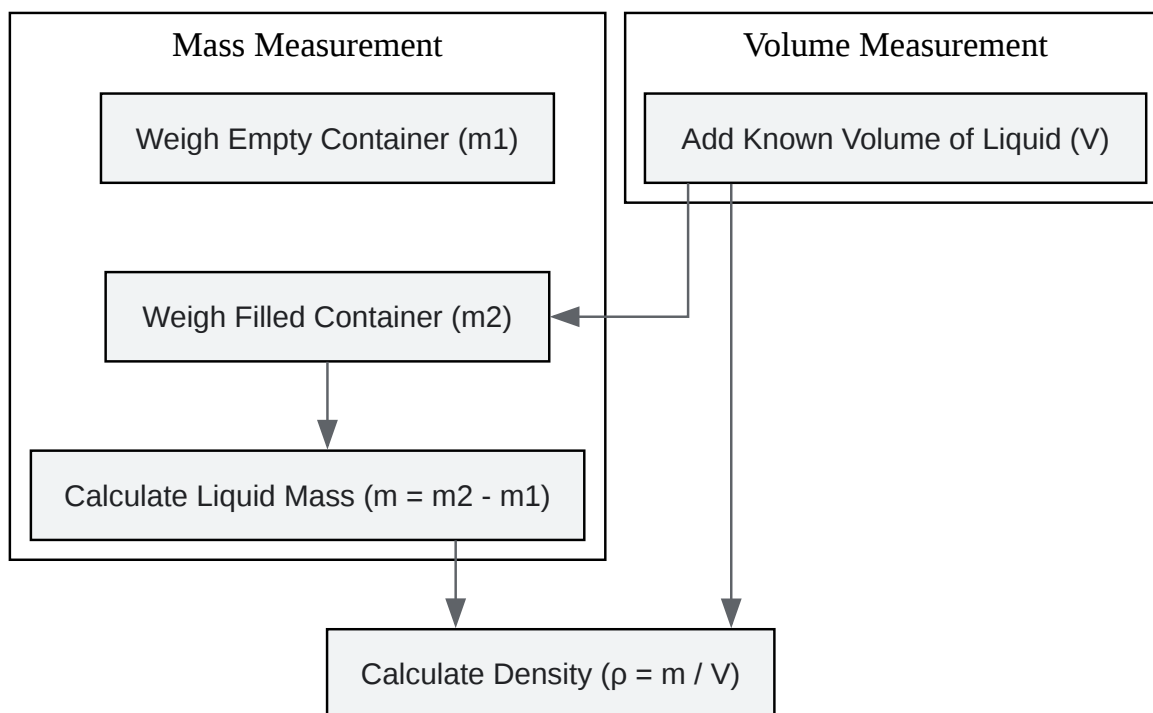 Mass Measurement
Volume Measurement
Weigh Empty Container (m1)
Add Known Volume of Liquid (V)
Weigh Filled Container (m2)
Calculate Liquid Mass (m = m2 - m1)
Calculate Density (ρ = m / V)